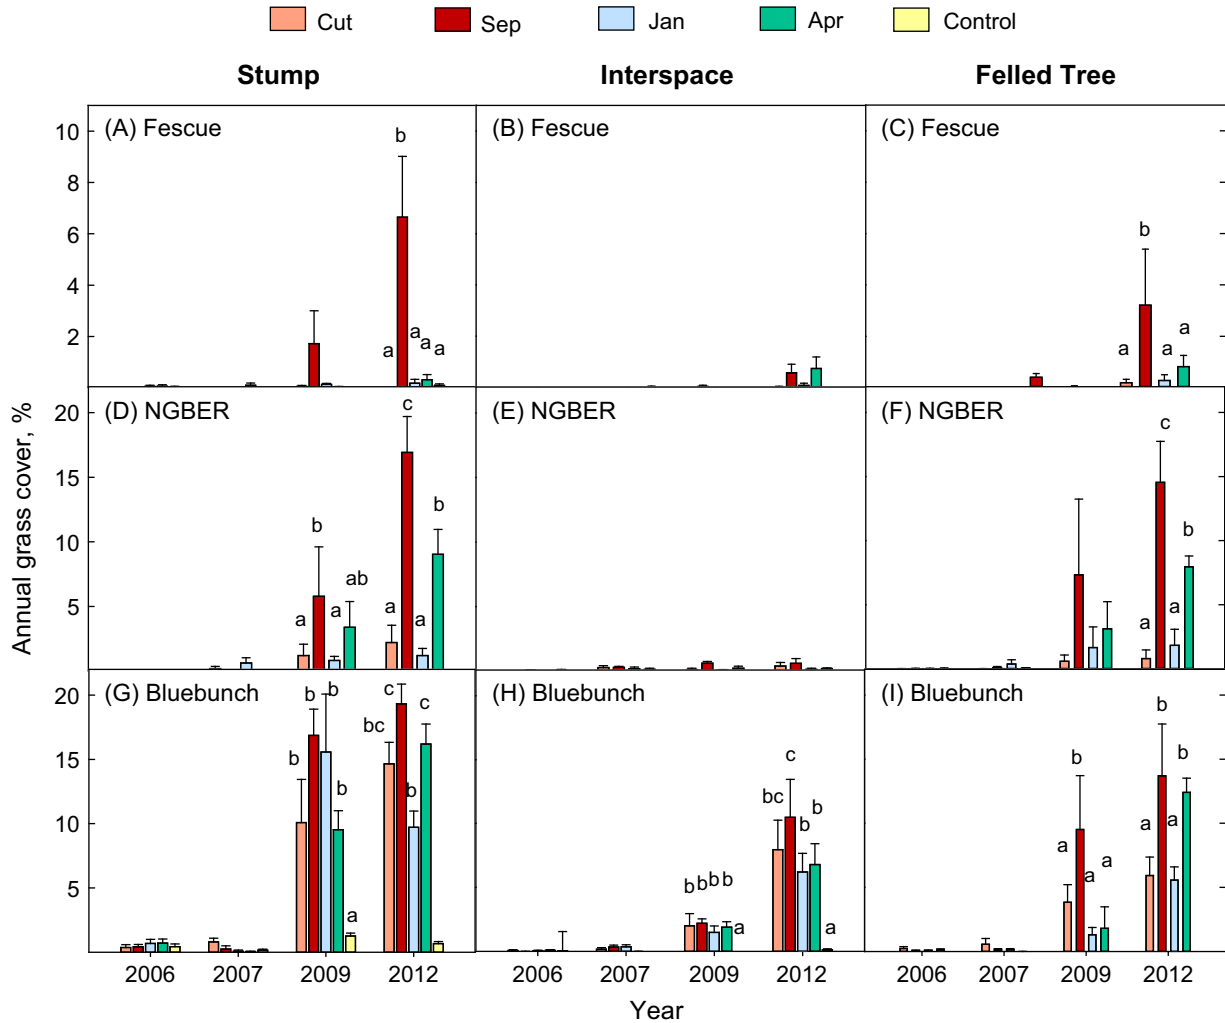 Cut Sep Jan Apr Control
Stump Interspace Felled Tree
Annual grass cover, %
(A) Fescue
(B) Fescue
(C) Fescue
10
8
6
4
2
a b a a a
a b a a
(D) NGBER
(E) NGBER
(F) NGBER
20
15
10
5
a b a ab
a c a b
a c a b
(G) Bluebunch
(H) Bluebunch
(I) Bluebunch
20
15
10
5
b b b b a
bc c b c
b b b b a
bc c b b a
a b a a
a b a b
2006 2007 2009 2012
2006 2007 2009 2012
2006 2007 2009 2012
Year